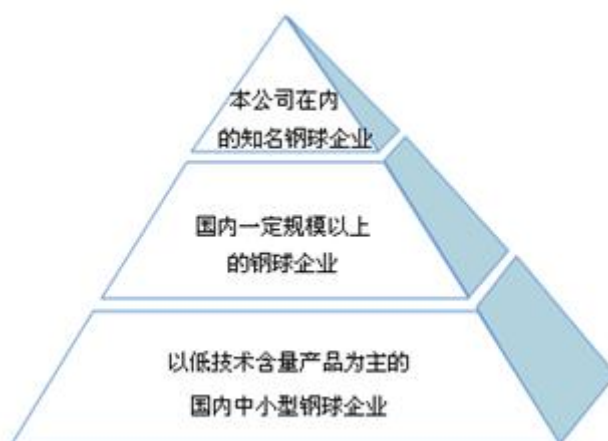 本公司在内
的知名钢球企业
国内一定规模以上
的钢球企业
以低技术含量产品为主的
国内中小型钢球企业